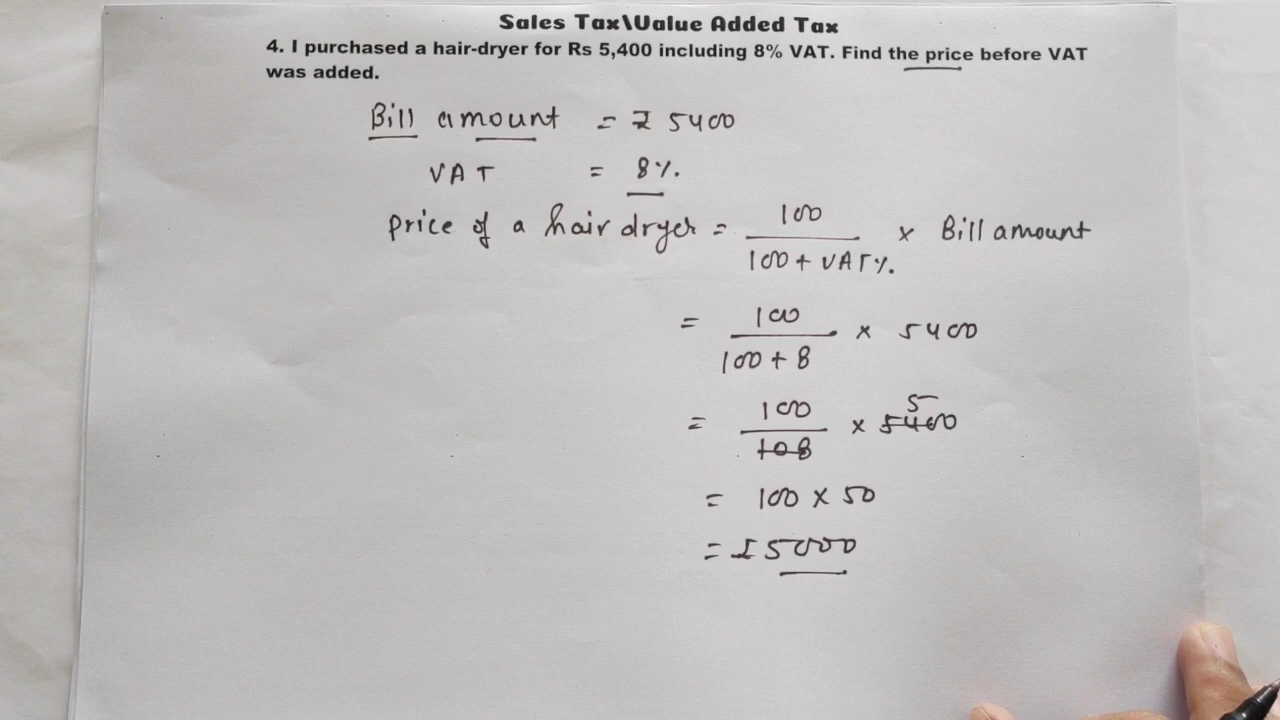 Sales Tax\Value Added Tax
4. I purchased a hair-dryer for Rs 5,400 including 8% VAT. Find the price before VAT
was added.
Bill amount = ₹ 5400
VAT = 8%.
Price of a hair dryer = 100 / 100 + VAT%. × Bill amount
= 100 / 100 + 8 × 5400
= 100 / 108 × 5400 5
= 100 × 50
= ₹ 5000